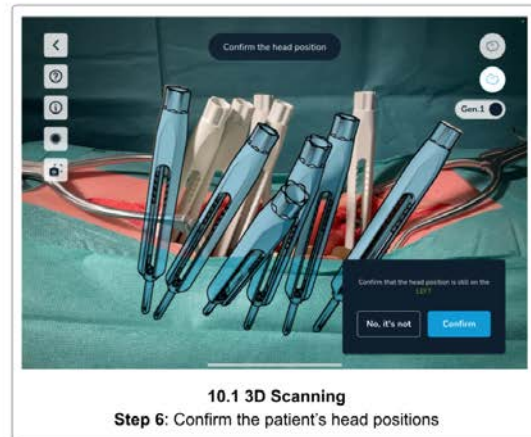 Confirm the head position
Gen.1
Confirm that the head position is still on the
LEFT
No, it's not
Confirm
10.1 3D Scanning
Step 6: Confirm the patient's head positions